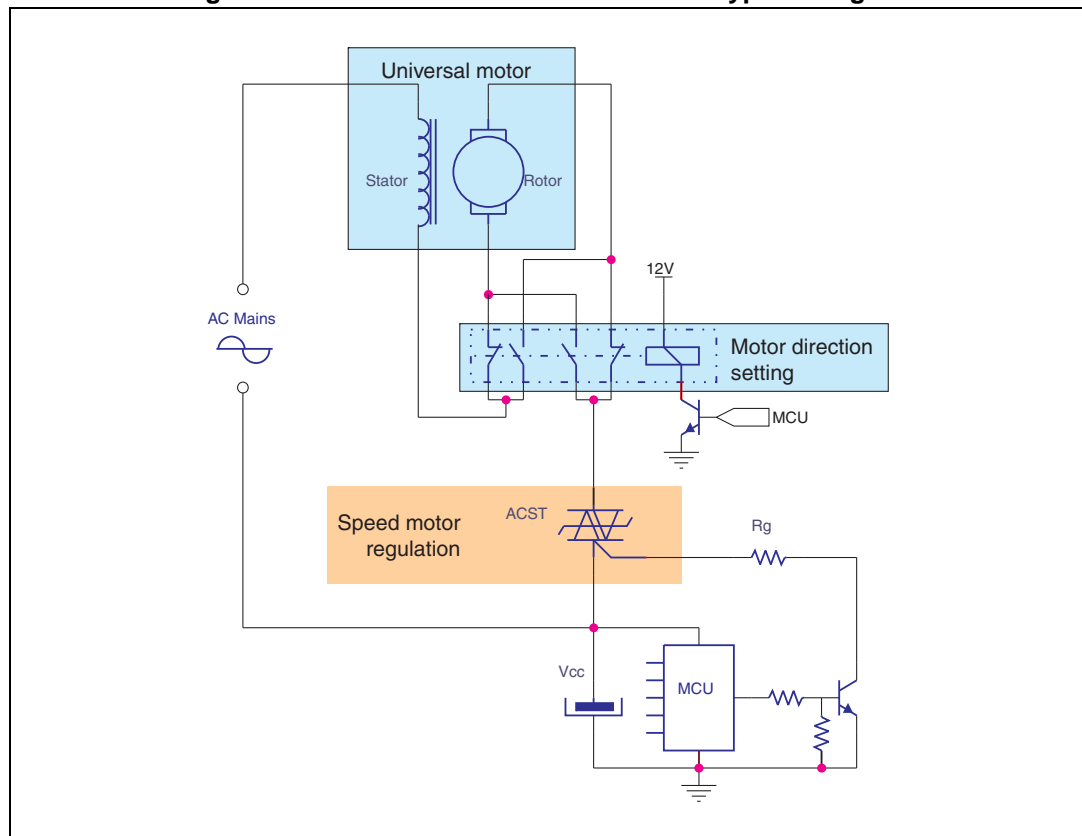 Universal motor
Stator
Rotor
12V
AC Mains
Motor direction
setting
MCU
ACST
Speed motor
regulation
Rg
Vcc
MCU